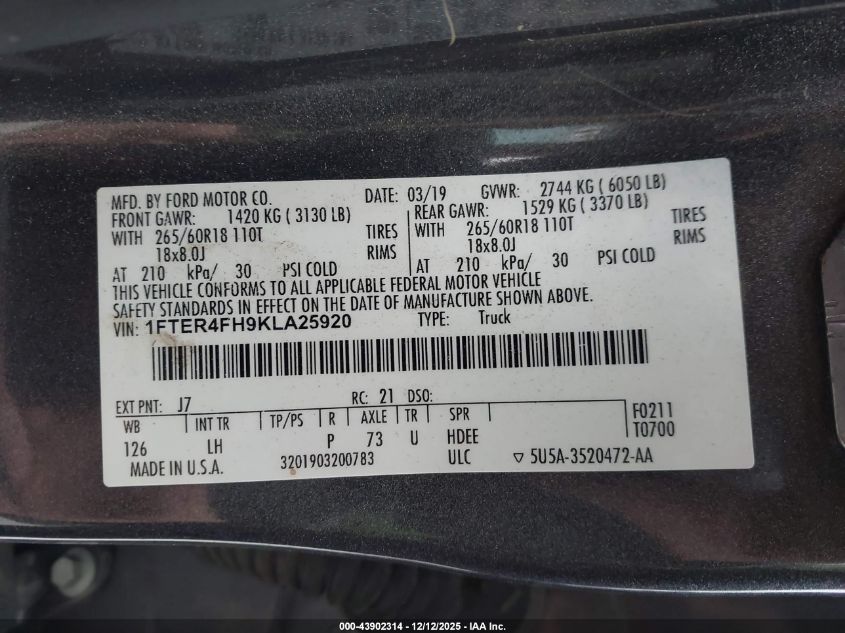 MFD. BY FORD MOTOR CO. DATE: 03/19 GVWR: 2744 KG ( 6050 LB)
FRONT GAWR: 1420 KG ( 3130 LB) REAR GAWR: 1529 KG ( 3370 LB)
WITH 265/60R18 110T TIRES WITH 265/60R18 110T TIRES
18x8.0J RIMS 18x8.0J RIMS
AT 210 kPa/ 30 PSI COLD AT 210 kPa/ 30 PSI COLD
THIS VEHICLE CONFORMS TO ALL APPLICABLE FEDERAL MOTOR VEHICLE
SAFETY STANDARDS IN EFFECT ON THE DATE OF MANUFACTURE SHOWN ABOVE.
VIN: 1FTER4FH9KLA25920 TYPE: Truck
EXT PNT: J7 RC: 21 DSO:
WB INT TR TP/PS R AXLE TR SPR F0211
126 LH P 73 U HDEE T0700
MADE IN U.S.A. 3201903200783 ULC ▽ 5U5A-3520472-AA
000-43902314 - 12/12/2025 - IAA Inc.